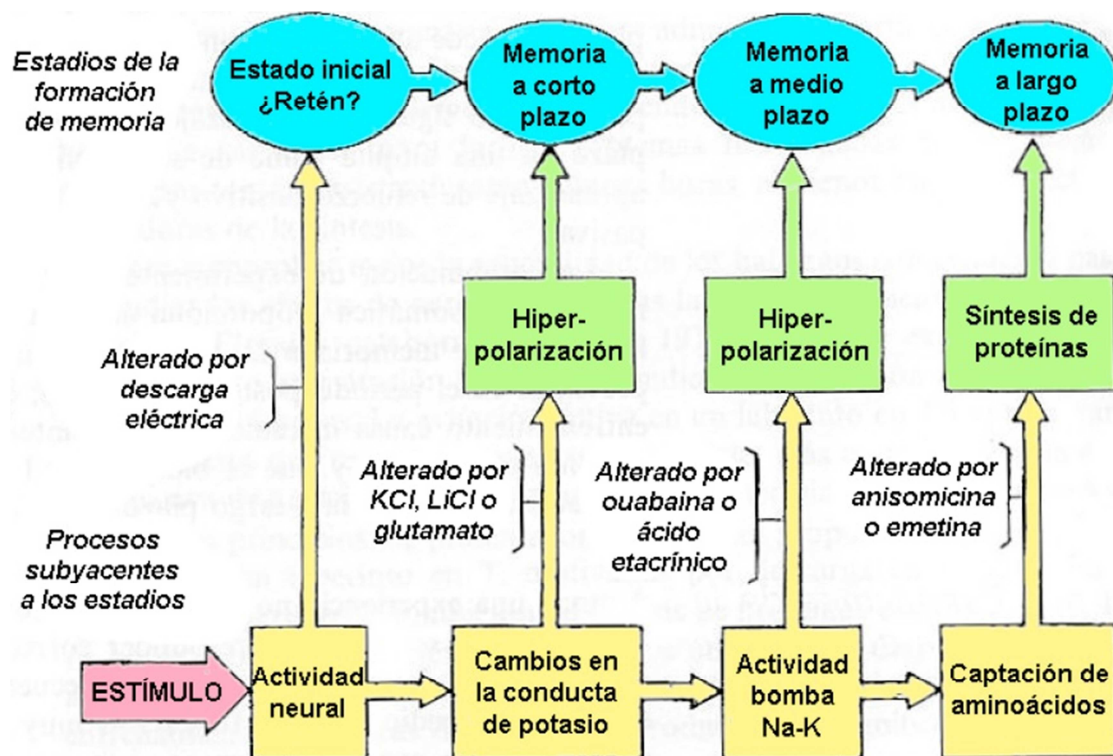 Estadios de la
formación
de memoria
Estado inicial
¿Retén?
Memoria
a corto
plazo
Memoria
a medio
plazo
Memoria
a largo
plazo
Hiper-
polarización
Hiper-
polarización
Síntesis de
proteínas
Alterado por
descarga
eléctrica
Alterado por
KCl, LiCl o
glutamato
Alterado por
ouabaina o
ácido
etacrínico
Alterado por
anisomicina
o emetina
Procesos
subyacentes
a los estadios
ESTÍMULO
Actividad
neural
Cambios en
la conducta
de potasio
Actividad
bomba
Na-K
Captación de
aminoácidos